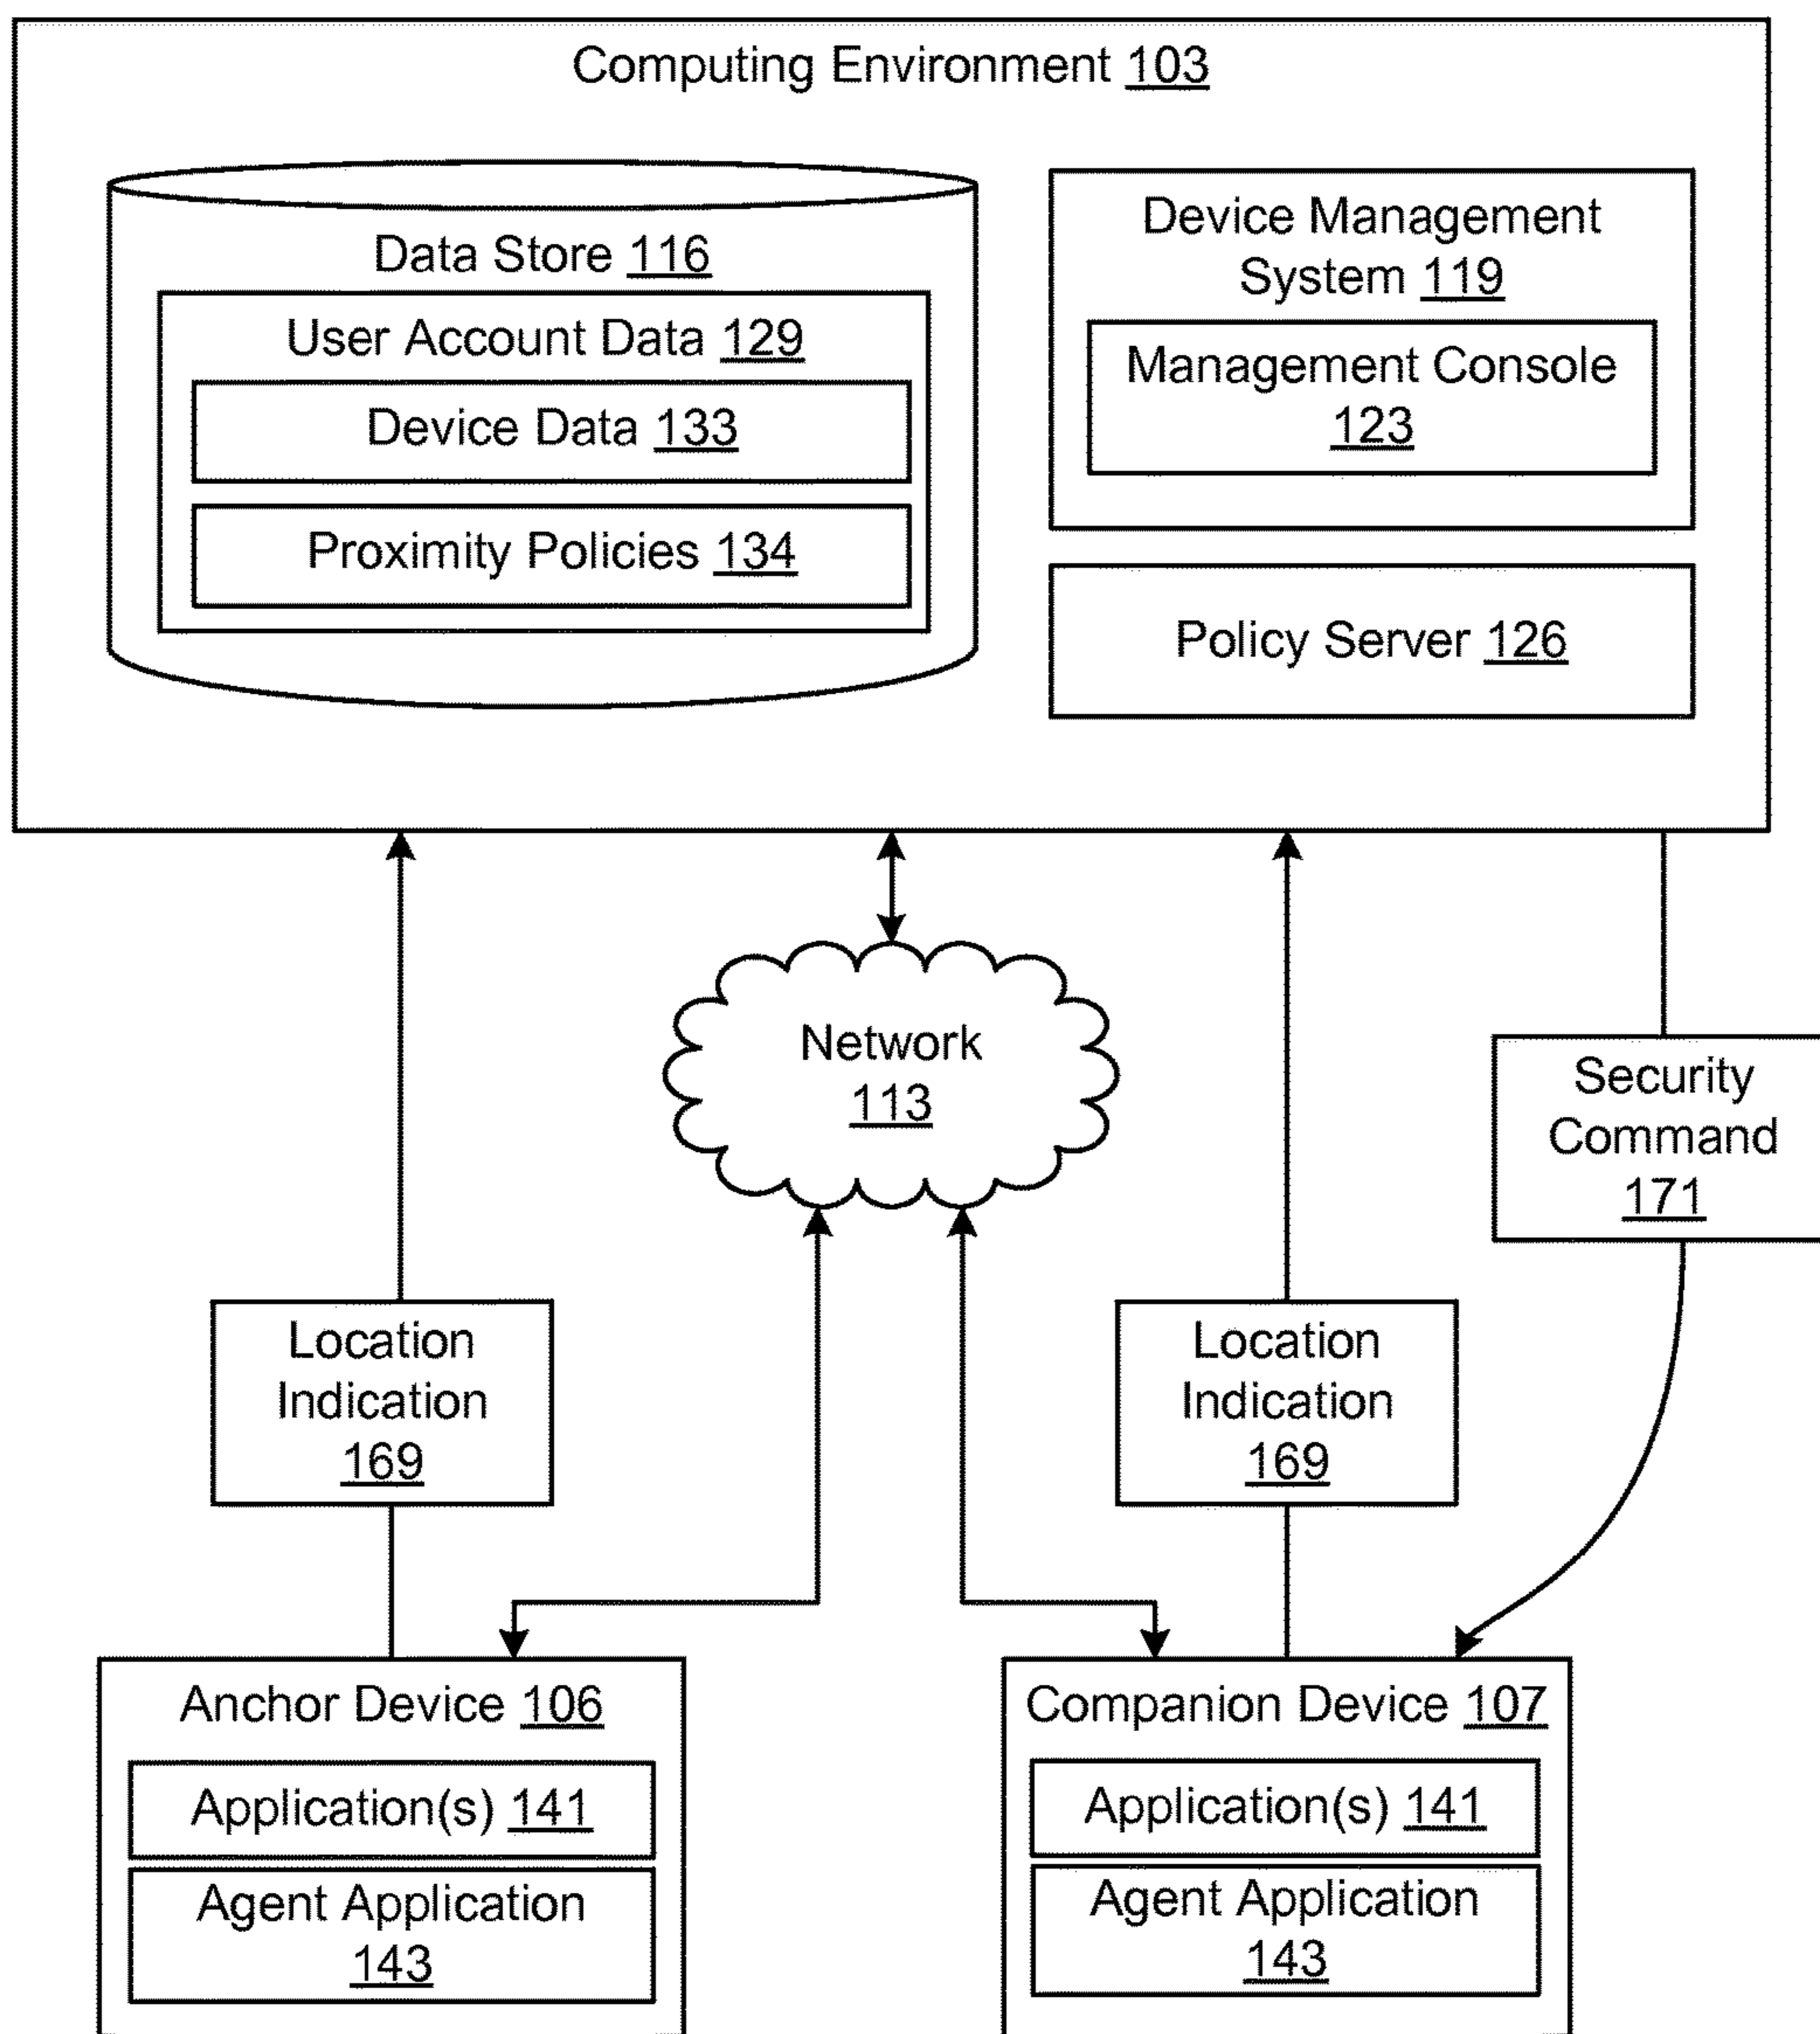 Computing Environment 103
Data Store 116
User Account Data 129
Device Data 133
Proximity Policies 134
Device Management
System 119
Management Console
123
Policy Server 126
Network
113
Security
Command
171
Location
Indication
169
Location
Indication
169
Anchor Device 106
Application(s) 141
Agent Application
143
Companion Device 107
Application(s) 141
Agent Application
143